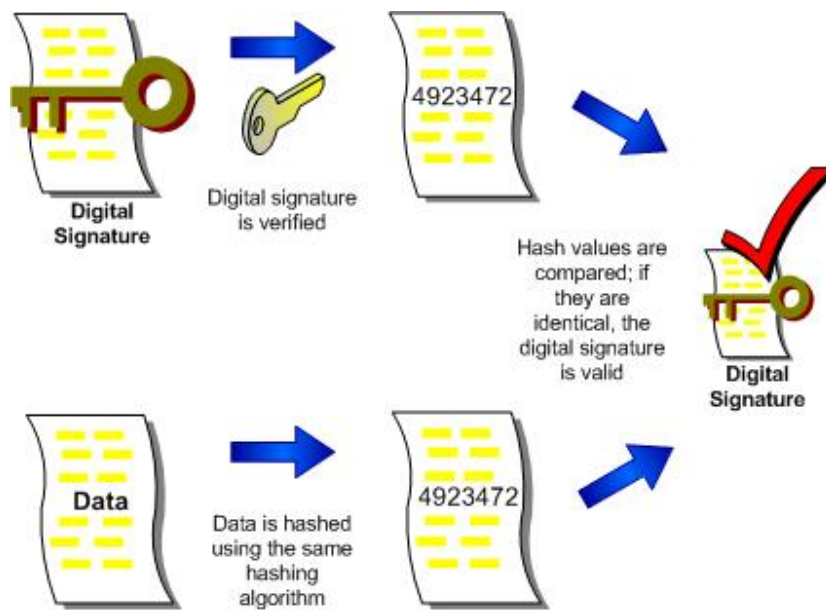 4923472
Digital
Signature
Digital signature
is verified
Hash values are
compared; if
they are
identical, the
digital signature
is valid
Digital
Signature
Data
4923472
Data is hashed
using the same
hashing
algorithm